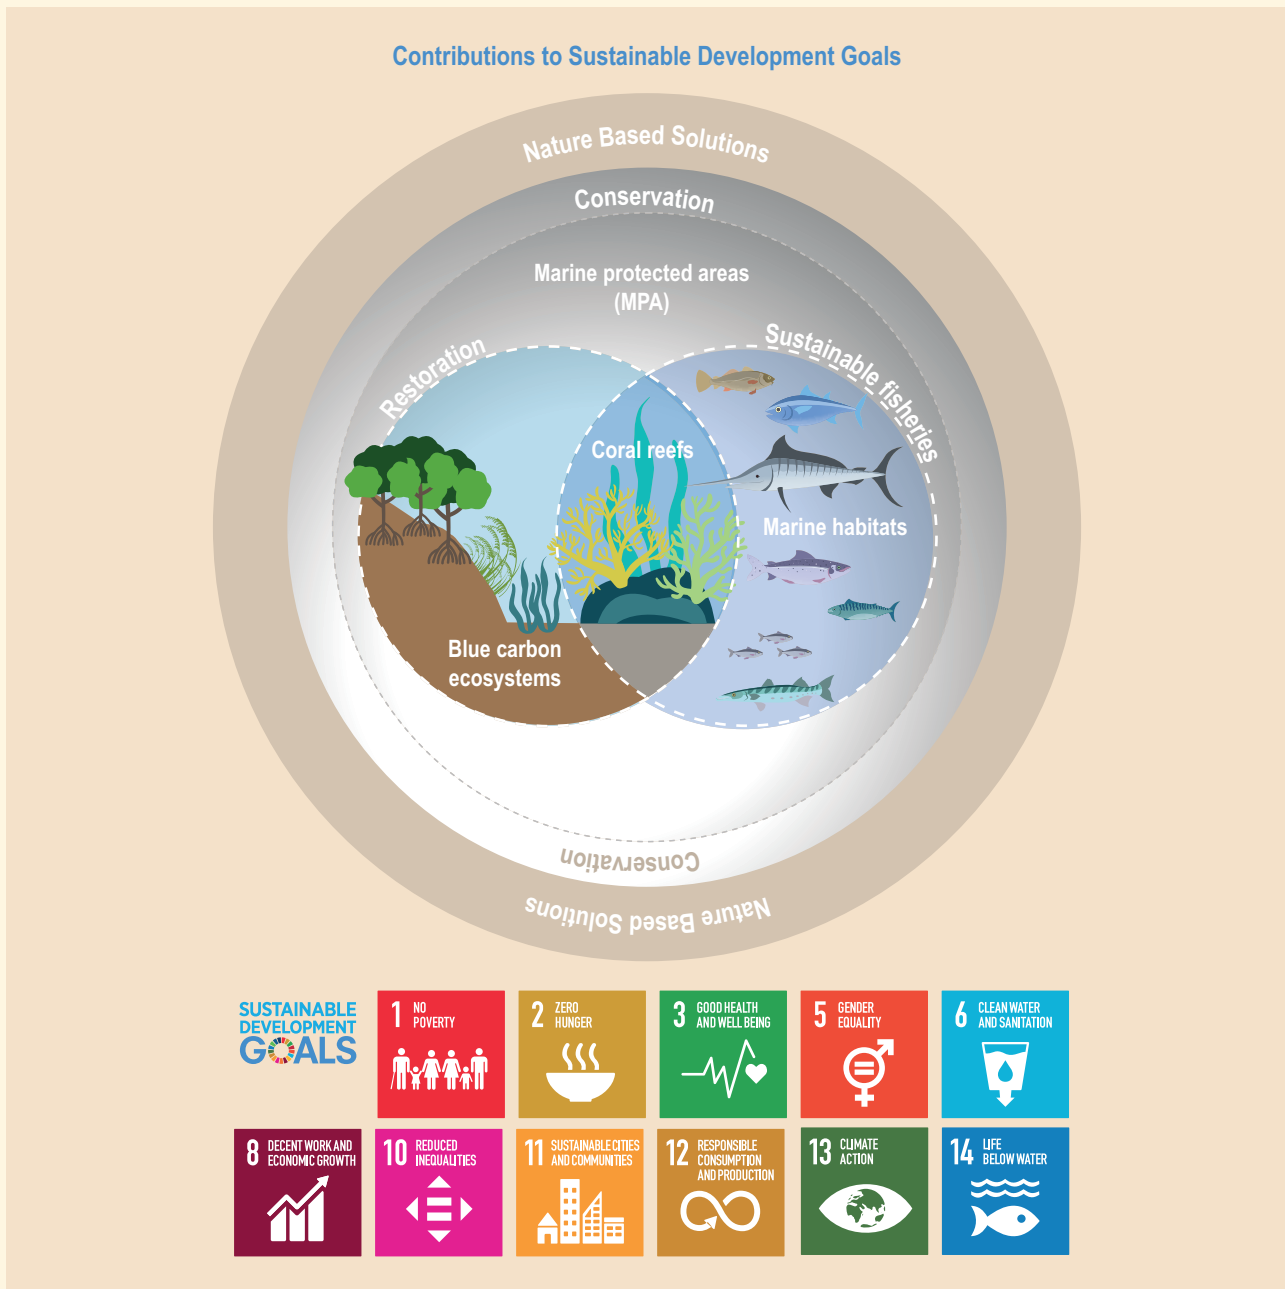 Contributions to Sustainable Development Goals
Nature Based Solutions
Conservation
Marine protected areas
(MPA)
Restoration
Sustainable fisheries
Coral reefs
Marine habitats
Blue carbon
ecosystems
Conservation
Nature Based Solutions
SUSTAINABLE
DEVELOPMENT
GOALS
1 NO
POVERTY
2 ZERO
HUNGER
3 GOOD HEALTH
AND WELL BEING
5 GENDER
EQUALITY
6 CLEAN WATER
AND SANITATION
8 DECENT WORK AND
ECONOMIC GROWTH
10 REDUCED
INEQUALITIES
11 SUSTAINABLE CITIES
AND COMMUNITIES
12 RESPONSIBLE
CONSUMPTION
AND PRODUCTION
13 CLIMATE
ACTION
14 LIFE
BELOW WATER